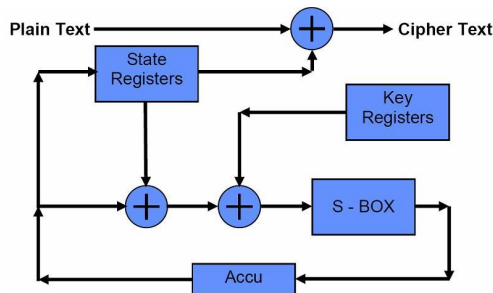 Plain Text
Cipher Text
State
Registers
Key
Registers
S - BOX
Accu